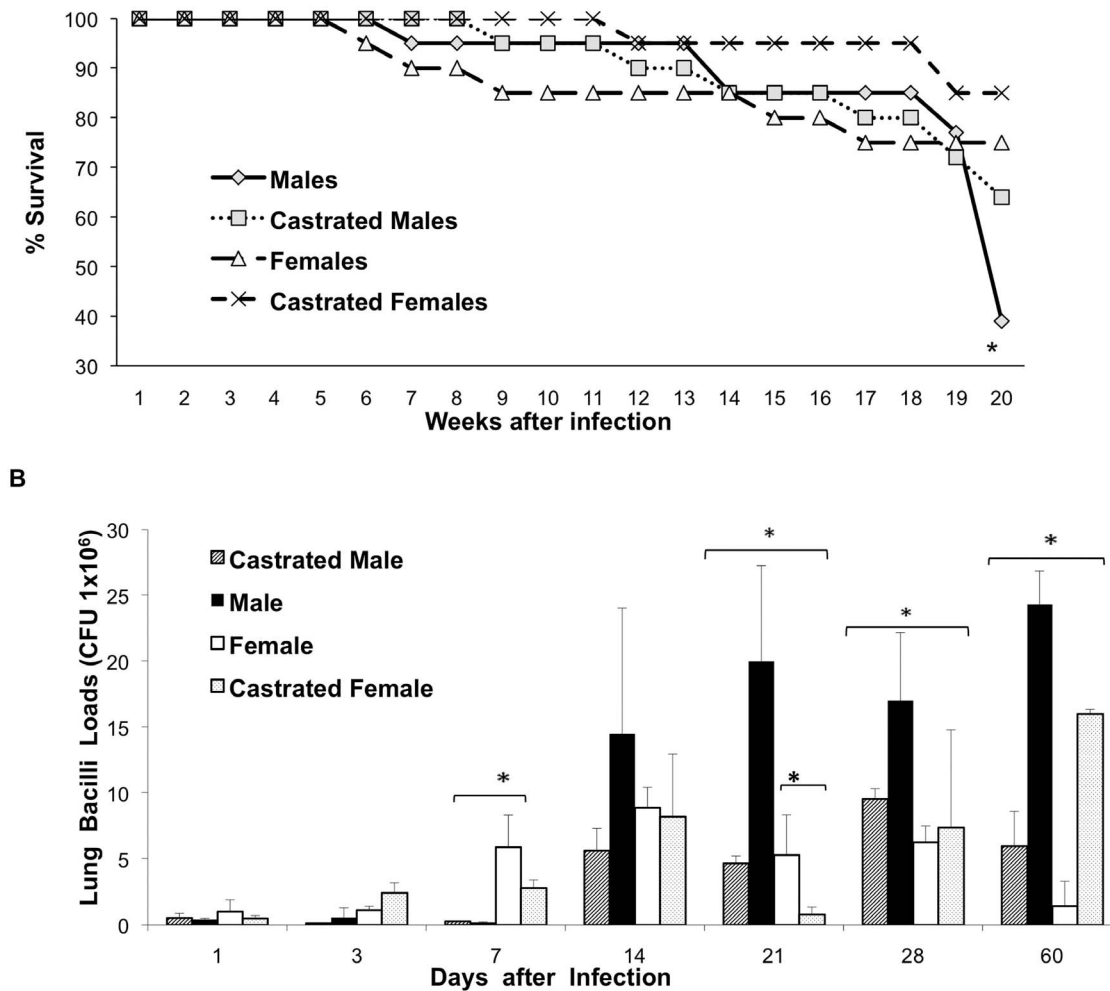 100
90
80
70
60
50
40
30
% Survival
Males
Castrated Males
Females
Castrated Females
*
1 2 3 4 5 6 7 8 9 10 11 12 13 14 15 16 17 18 19 20
Weeks after infection
B
30
25
20
15
10
5
0
Lung Bacilli Loads (CFU 1x10⁶)
Castrated Male
Male
Female
Castrated Female
*
*
*
*
*
1 3 7 14 21 28 60
Days after Infection